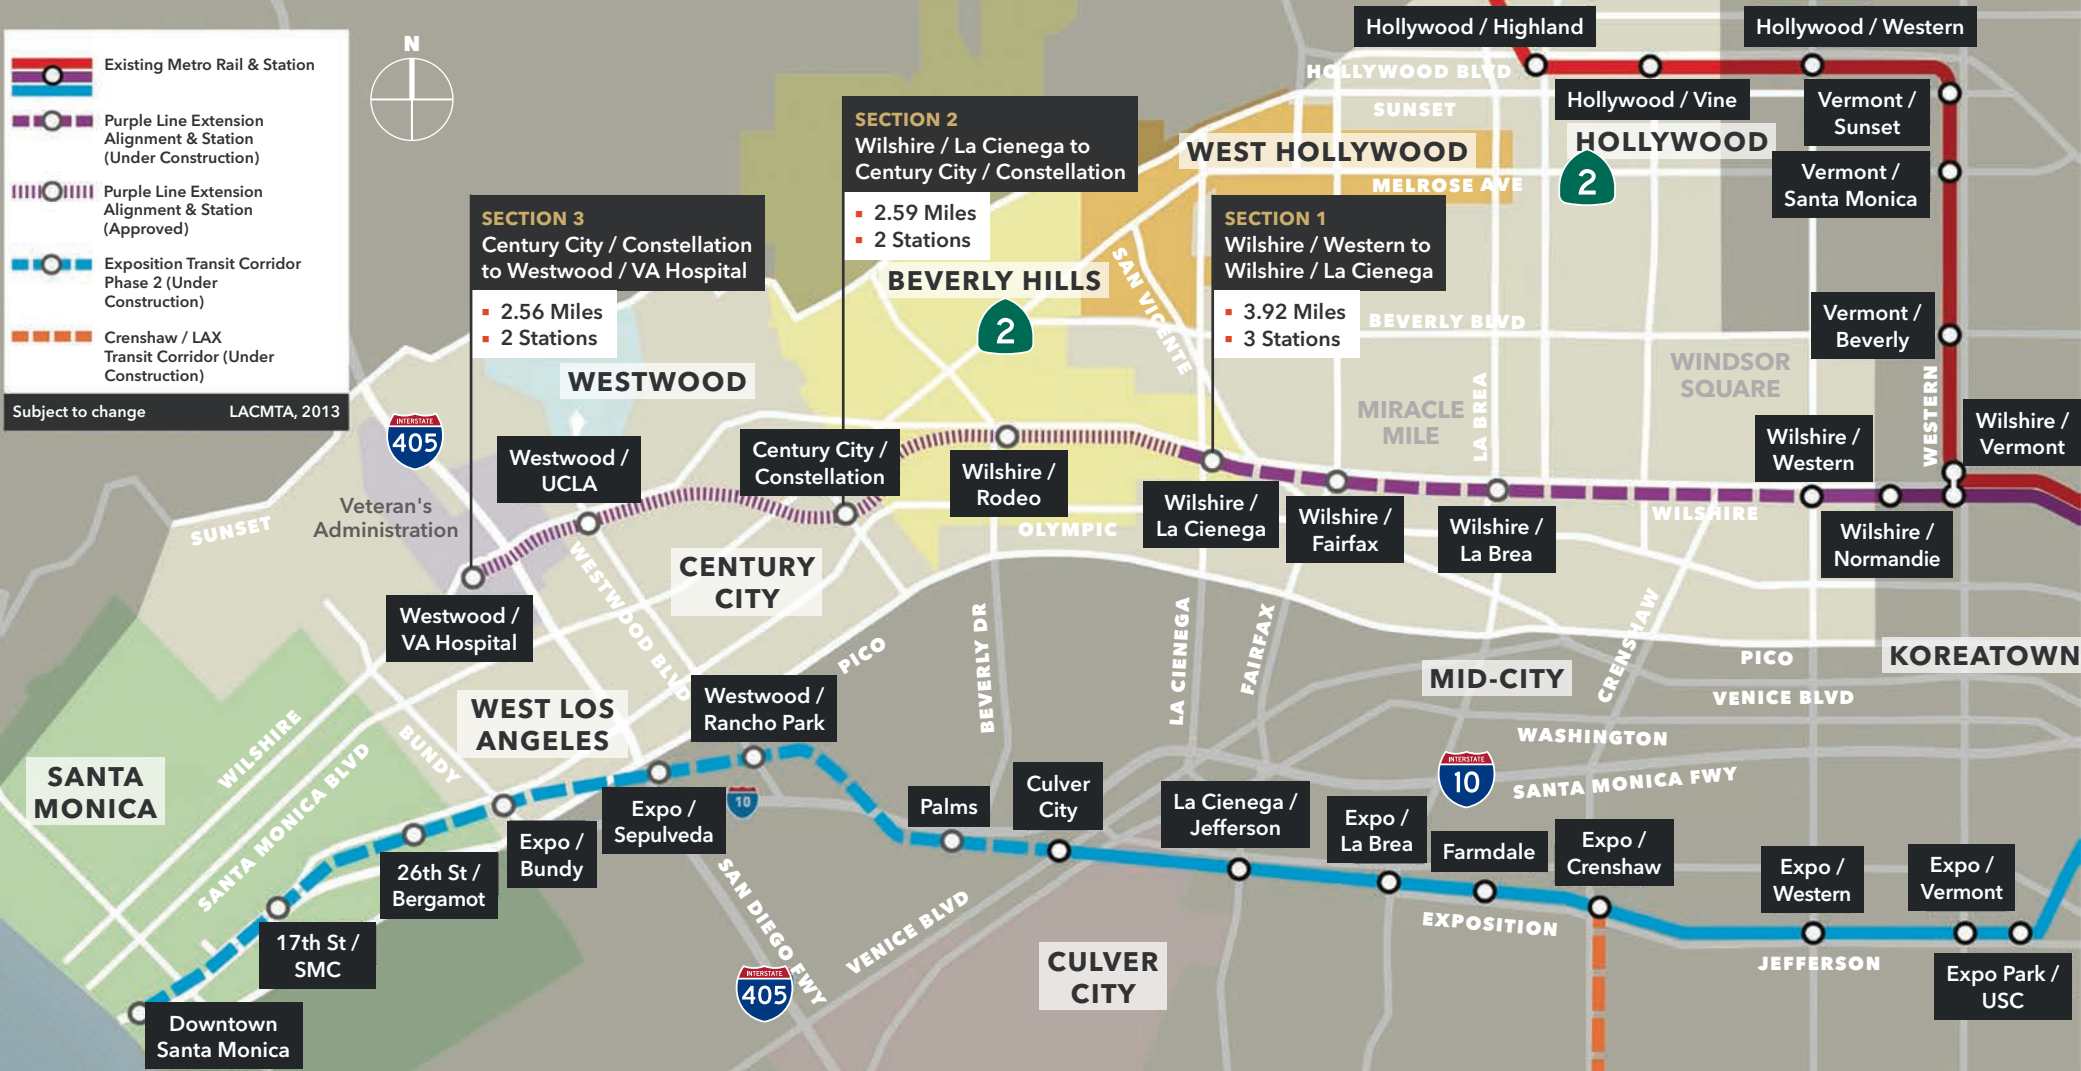 Existing Metro Rail & Station
Purple Line Extension
Alignment & Station
(Under Construction)
Purple Line Extension
Alignment & Station
(Approved)
Exposition Transit Corridor
Phase 2 (Under
Construction)
Crenshaw / LAX
Transit Corridor (Under
Construction)
Subject to change
LACMTA, 2013
N
SECTION 3
Century City / Constellation
to Westwood / VA Hospital
2.56 Miles
2 Stations
SECTION 2
Wilshire / La Cienega to
Century City / Constellation
2.59 Miles
2 Stations
SECTION 1
Wilshire / Western to
Wilshire / La Cienega
3.92 Miles
3 Stations
Hollywood / Highland
Hollywood / Western
HOLLYWOOD BLVD
Hollywood / Vine
Vermont /
Sunset
SUNSET
WEST HOLLYWOOD
HOLLYWOOD
2
MELROSE AVE
Vermont /
Santa Monica
BEVERLY HILLS
2
SAN VICENTE
BEVERLY BLVD
Vermont /
Beverly
WINDSOR
SQUARE
MIRACLE
MILE
LA BREA
WESTERN
WESTWOOD
INTERSTATE
405
Westwood /
UCLA
Century City /
Constellation
Wilshire /
Rodeo
Wilshire /
La Cienega
Wilshire /
Fairfax
Wilshire /
La Brea
Wilshire /
Western
Wilshire /
Vermont
Wilshire /
Normandie
WILSHIRE
Veteran's
Administration
SUNSET
OLYMPIC
CENTURY
CITY
Westwood /
VA Hospital
WESTWOOD BLVD
PICO
BEVERLY DR
LA CIENEGA
FAIRFAX
CRENSHAW
MID-CITY
PICO
KOREATOWN
VENICE BLVD
WASHINGTON
INTERSTATE
10
SANTA MONICA FWY
WEST LOS
ANGELES
Westwood /
Rancho Park
BUNDY
WILSHIRE
SANTA MONICA BLVD
SANTA
MONICA
10
Expo /
Sepulveda
Expo /
Bundy
26th St /
Bergamot
17th St /
SMC
Downtown
Santa Monica
Palms
Culver
City
La Cienega /
Jefferson
Expo /
La Brea
Farmdale
Expo /
Crenshaw
Expo /
Western
Expo /
Vermont
Expo Park /
USC
EXPOSITION
JEFFERSON
SAN DIEGO FWY
VENICE BLVD
INTERSTATE
405
CULVER
CITY